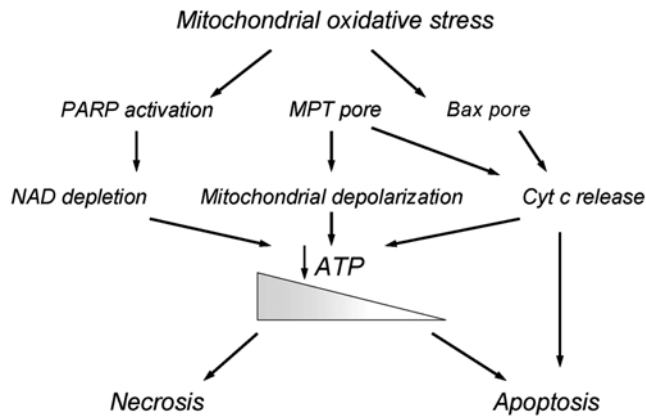 Mitochondrial oxidative stress
PARP activation
MPT pore
Bax pore
NAD depletion
Mitochondrial depolarization
Cyt c release
ATP
Necrosis
Apoptosis